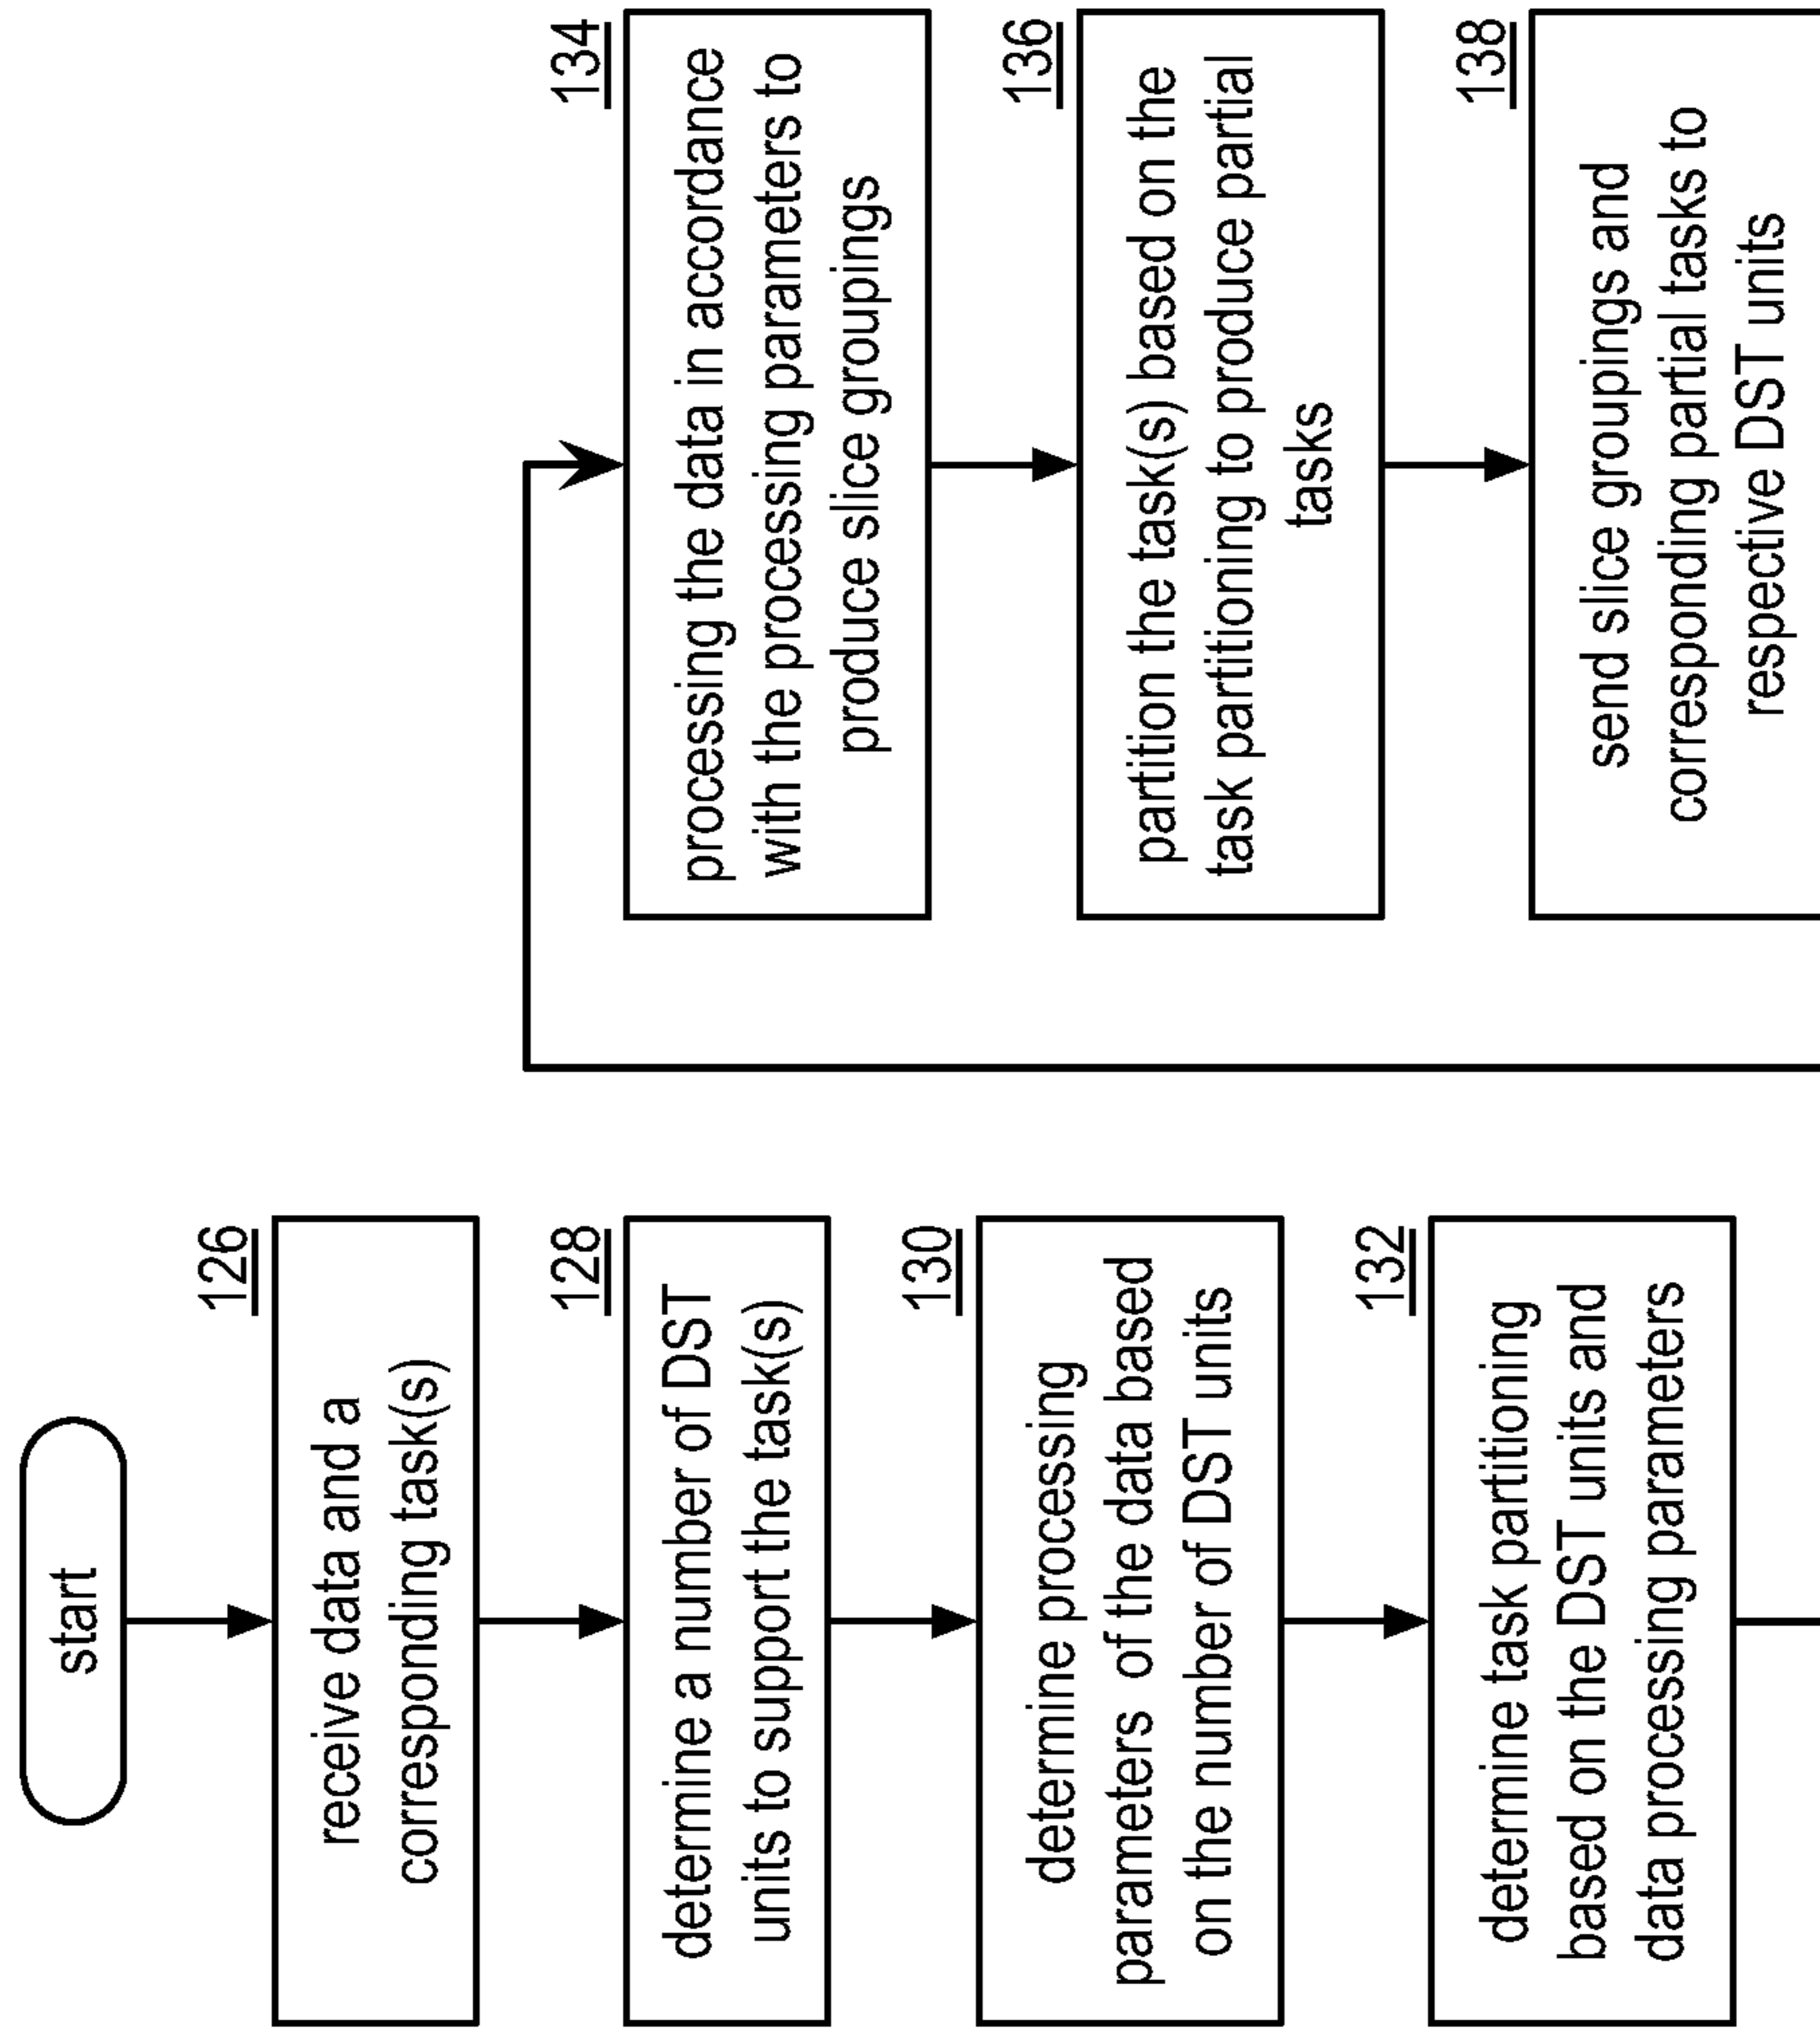 start
126
receive data and a
corresponding task(s)
128
determine a number of DST
units to support the task(s)
130
determine processing
parameters of the data based
on the number of DST units
132
determine task partitioning
based on the DST units and
data processing parameters
134
processing the data in accordance
with the processing parameters to
produce slice groupings
136
partition the task(s) based on the
task partitioning to produce partial
tasks
138
send slice groupings and
corresponding partial tasks to
respective DST units